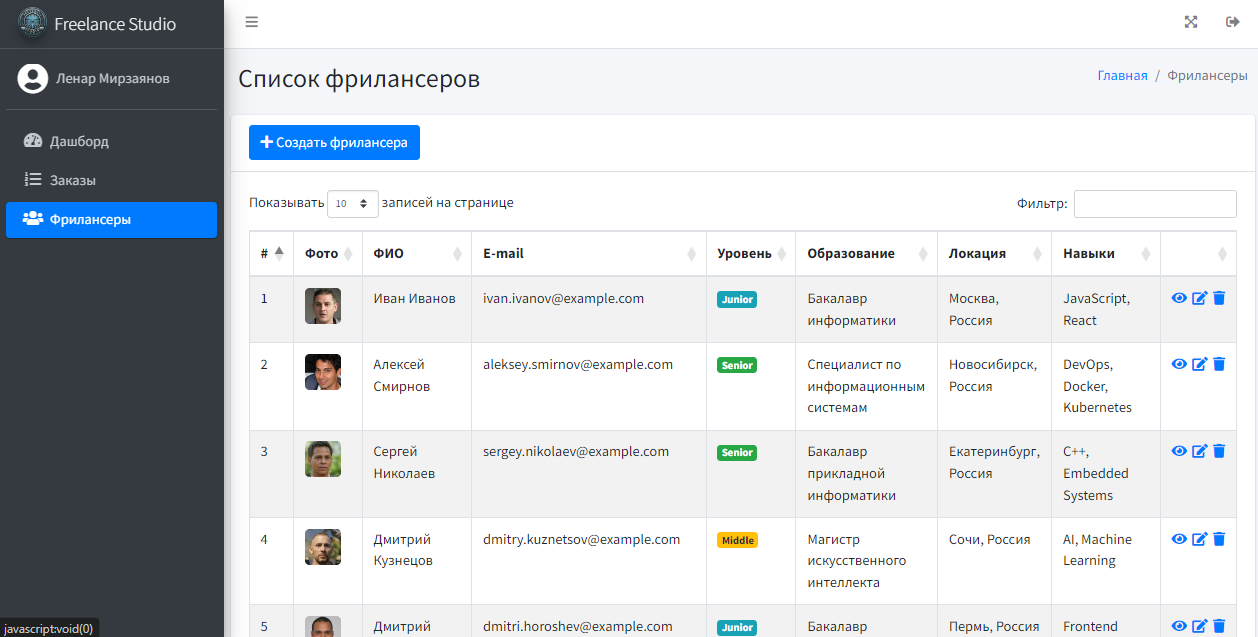 Freelance Studio
Ленар Мирзаянов
Дашборд
Заказы
Фрилансеры
javascript:void(0)
Список фрилансеров
Главная / Фрилансеры
Создать фрилансера
Показывать 10 записей на странице
Фильтр:
# Фото ФИО E-mail Уровень Образование Локация Навыки
1 Иван Иванов ivan.ivanov@example.com Junior Бакалавр Москва, JavaScript,
информатики Россия React
2 Алексей aleksey.smirnov@example.com Senior Специалист по Новосибирск, DevOps,
Смирнов информационным Россия Docker,
системам Kubernetes
3 Сергей sergey.nikolaev@example.com Senior Бакалавр Екатеринбург, C++,
Николаев прикладной Россия Embedded
информатики Systems
4 Дмитрий dmitry.kuznetsov@example.com Middle Магистр Сочи, Россия AI, Machine
Кузнецов искусственного Learning
интеллекта
5 Дмитрий dmitri.horoshev@example.com Junior Бакалавр Пермь, Россия Frontend